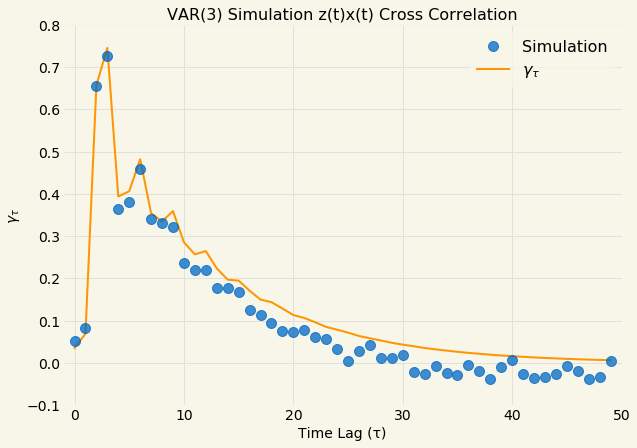 VAR(3) Simulation z(t)x(t) Cross Correlation
Simulation
γτ
γτ
0.8
0.7
0.6
0.5
0.4
0.3
0.2
0.1
0.0
−0.1
0 10 20 30 40 50
Time Lag (τ)